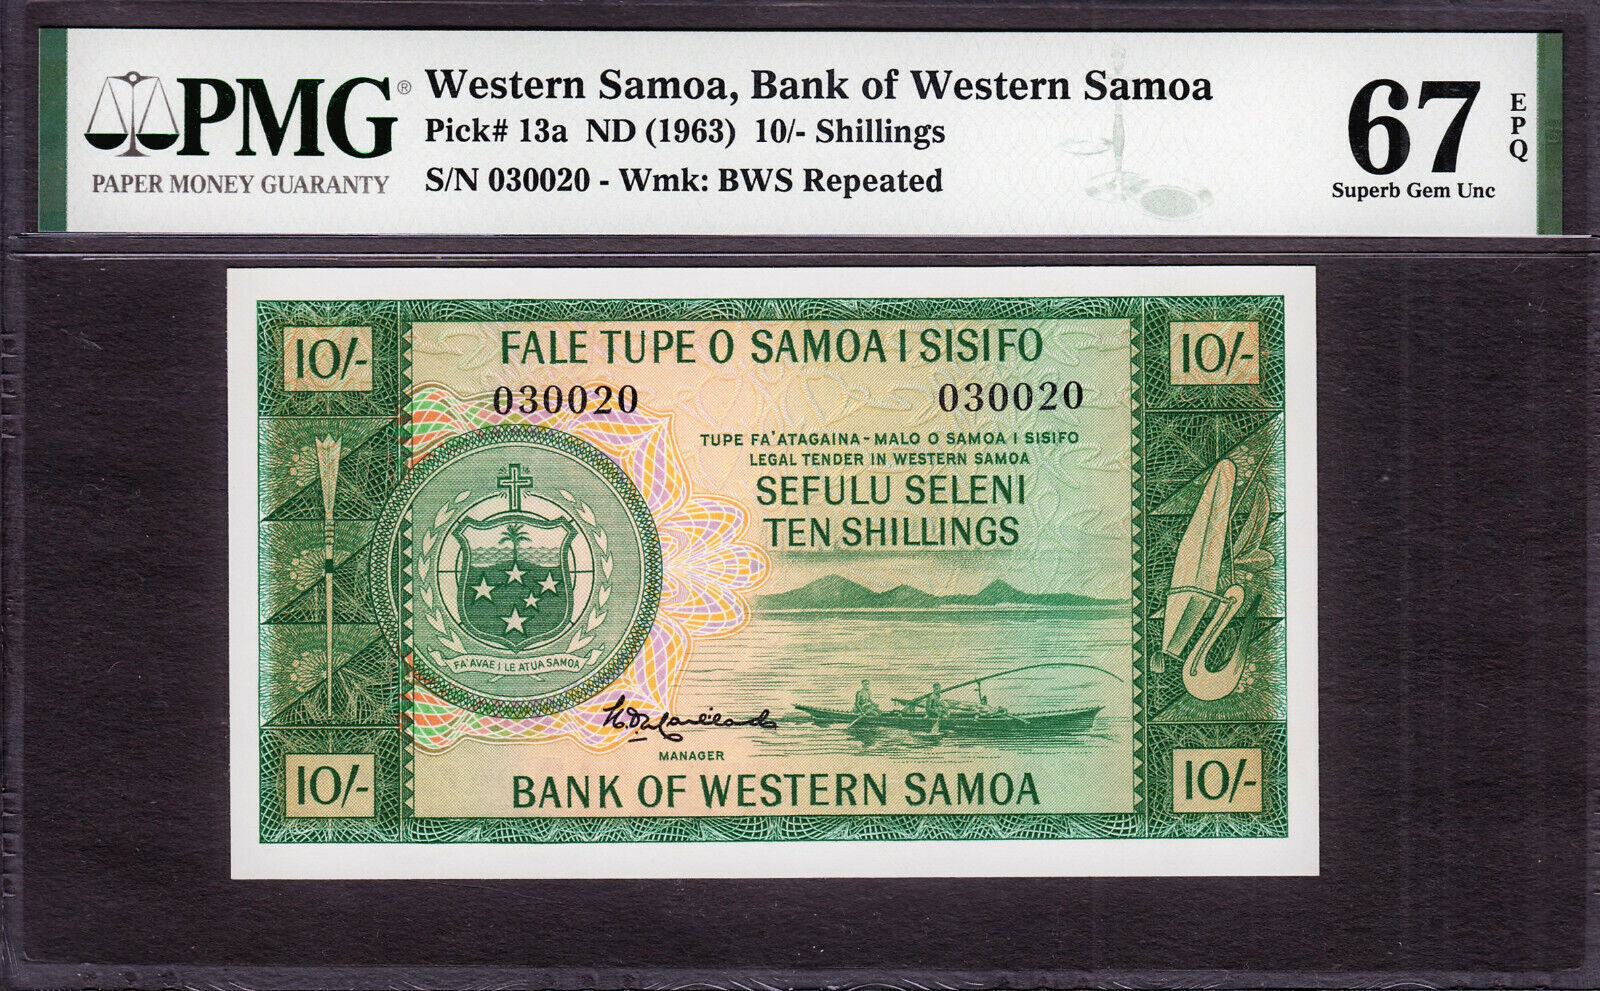 PMG®
PAPER MONEY GUARANTY
Western Samoa, Bank of Western Samoa
Pick# 13a ND (1963) 10/- Shillings
S/N 030020 - Wmk: BWS Repeated
67
EPQ
Superb Gem Unc
10/-
FALE TUPE O SAMOA I SISIFO
10/-
030020
030020
TUPE FA'ATAGAINA - MALO O SAMOA I SISIFO
LEGAL TENDER IN WESTERN SAMOA
SEFULU SELENI
TEN SHILLINGS
FA'AVAE I LE ATUA SAMOA
MANAGER
10/-
BANK OF WESTERN SAMOA
10/-